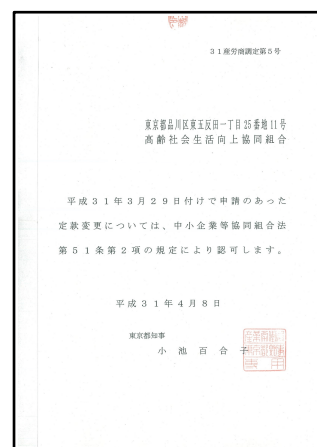 31産労商調定第5号
東京都品川区東五反田一丁目25番地11号
高齢社会生活向上協同組合
平成31年3月29日付けで申請のあった
定款変更については、中小企業等協同組合法
第51条第2項の規定により認可します。
平成31年4月8日
東京都知事
小池百合子